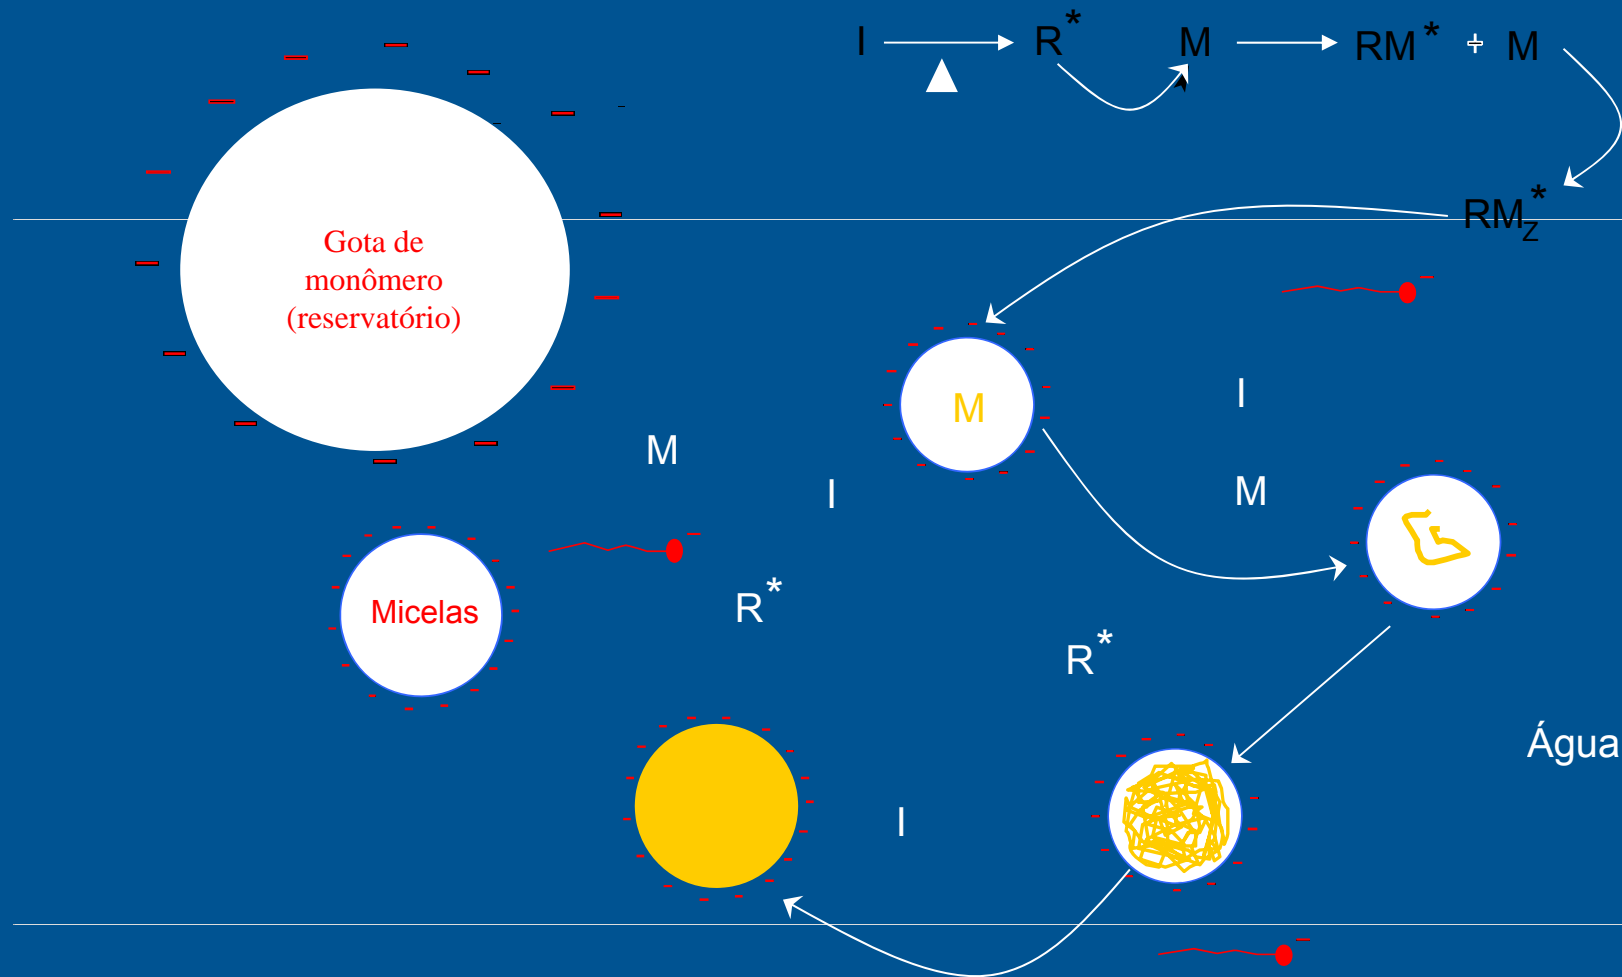 I R* M RM* + M
RMZ*
Gota de
monômero
(reservatório)
M
I
M
I
M
Micelas
R*
R*
Água
I